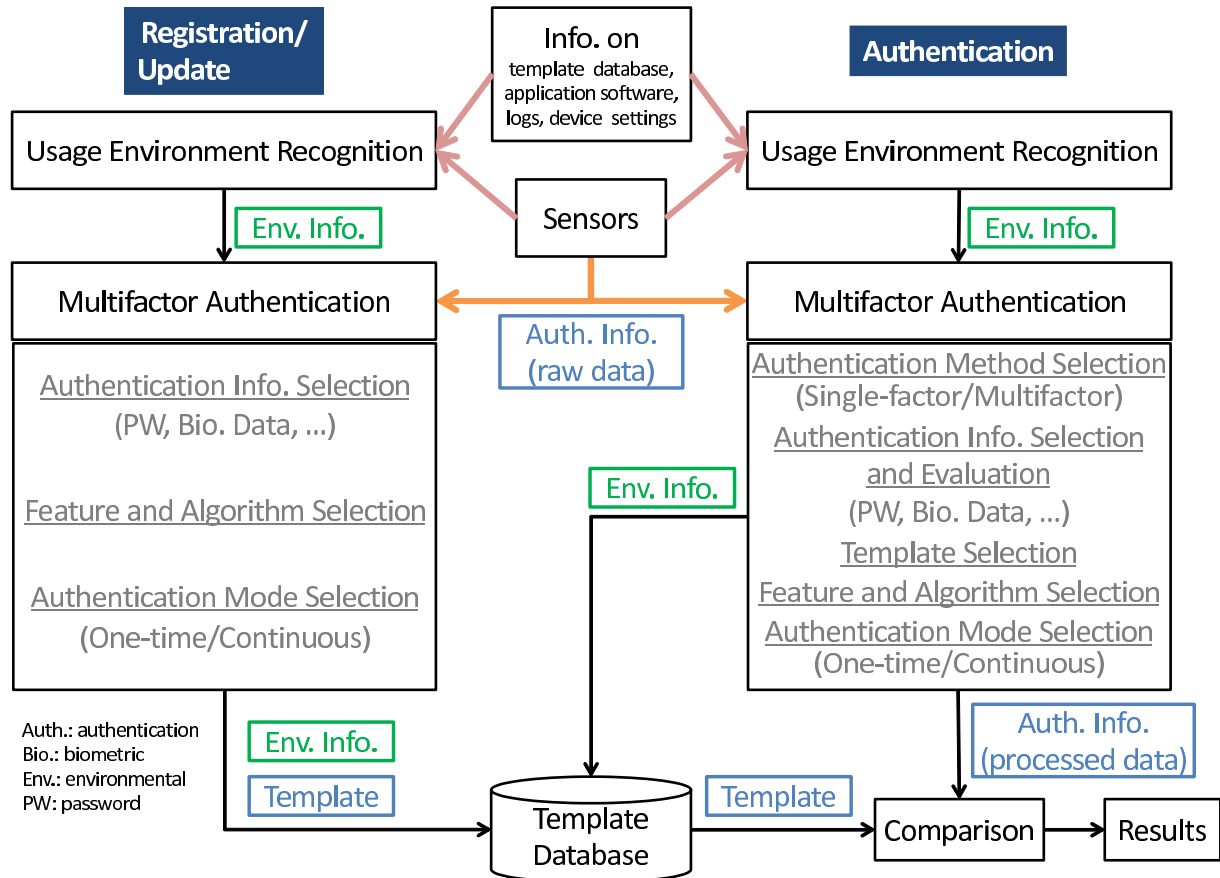 Registration/
Update
Info. on
template database,
application software,
logs, device settings
Authentication
Usage Environment Recognition
Usage Environment Recognition
Sensors
Env. Info.
Env. Info.
Multifactor Authentication
Multifactor Authentication
Auth. Info.
(raw data)
Authentication Info. Selection
(PW, Bio. Data, ...)
Feature and Algorithm Selection
Authentication Mode Selection
(One-time/Continuous)
Authentication Method Selection
(Single-factor/Multifactor)
Authentication Info. Selection
and Evaluation
(PW, Bio. Data, ...)
Template Selection
Feature and Algorithm Selection
Authentication Mode Selection
(One-time/Continuous)
Env. Info.
Auth.: authentication
Bio.: biometric
Env.: environmental
PW: password
Env. Info.
Template
Template
Database
Template
Auth. Info.
(processed data)
Comparison
Results